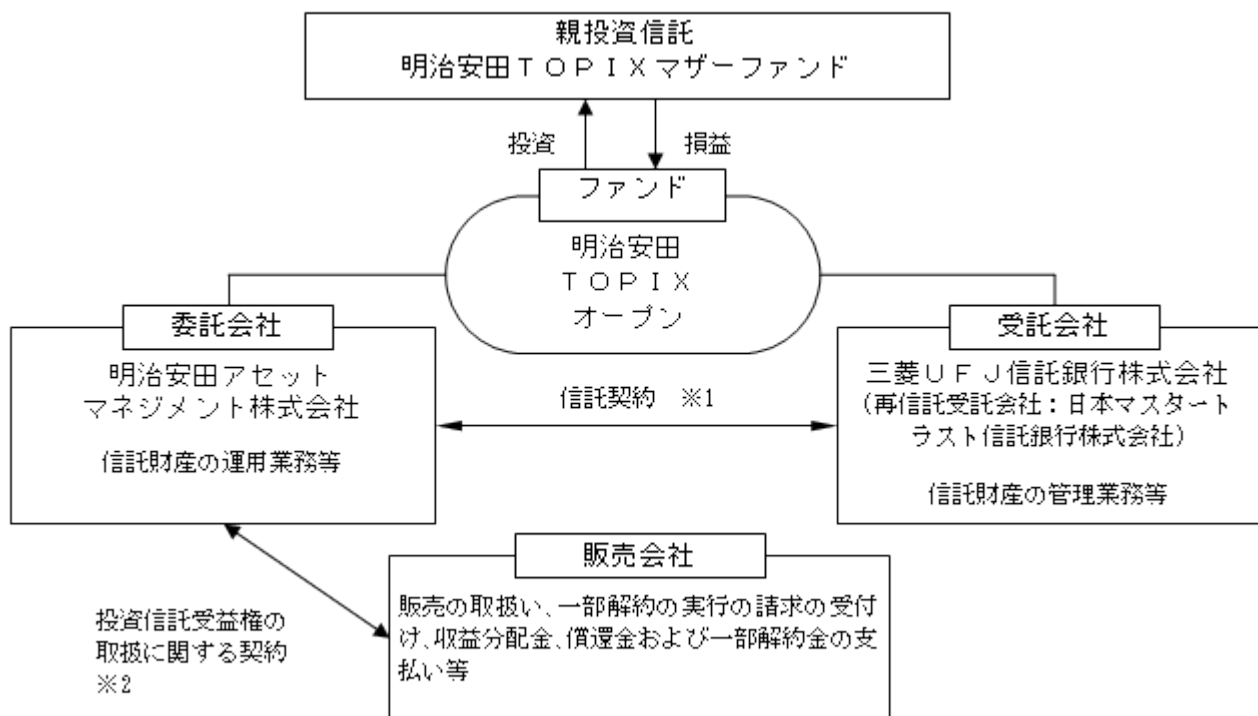 親投資信託
明治安田ＴＯＰＩＸマザーファンド
投資
損益
ファンド
明治安田
ＴＯＰＩＸ
オープン
委託会社
明治安田アセット
マネジメント株式会社
信託財産の運用業務等
信託契約　※1
受託会社
三菱ＵＦＪ信託銀行株式会社
（再信託受託会社：日本マスタート
ラスト信託銀行株式会社）
信託財産の管理業務等
投資信託受益権の
取扱に関する契約
※2
販売会社
販売の取扱い、一部解約の実行の請求の受付
け、収益分配金、償還金および一部解約金の支
払い等